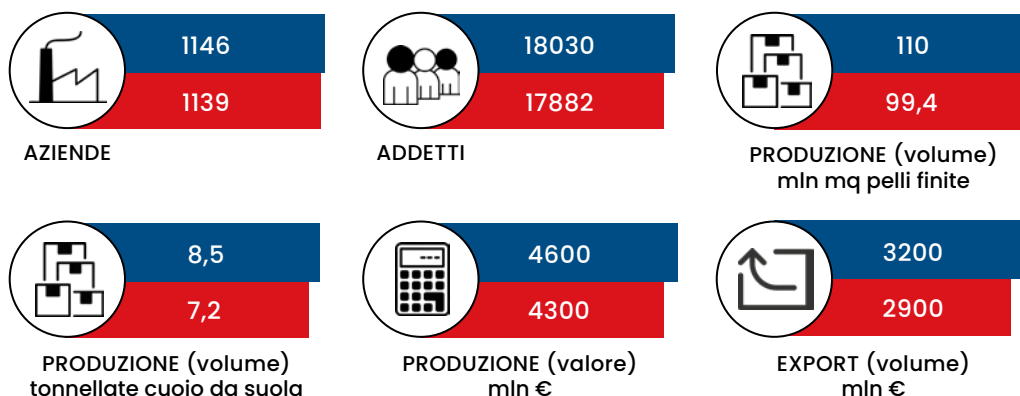 1146
1139
AZIENDE
18030
17882
ADDETTI
110
99,4
PRODUZIONE (volume)
mln mq pelli finite
8,5
7,2
PRODUZIONE (volume)
tonnellate cuoio da suola
4600
4300
PRODUZIONE (valore)
mln €
3200
2900
EXPORT (volume)
mln €